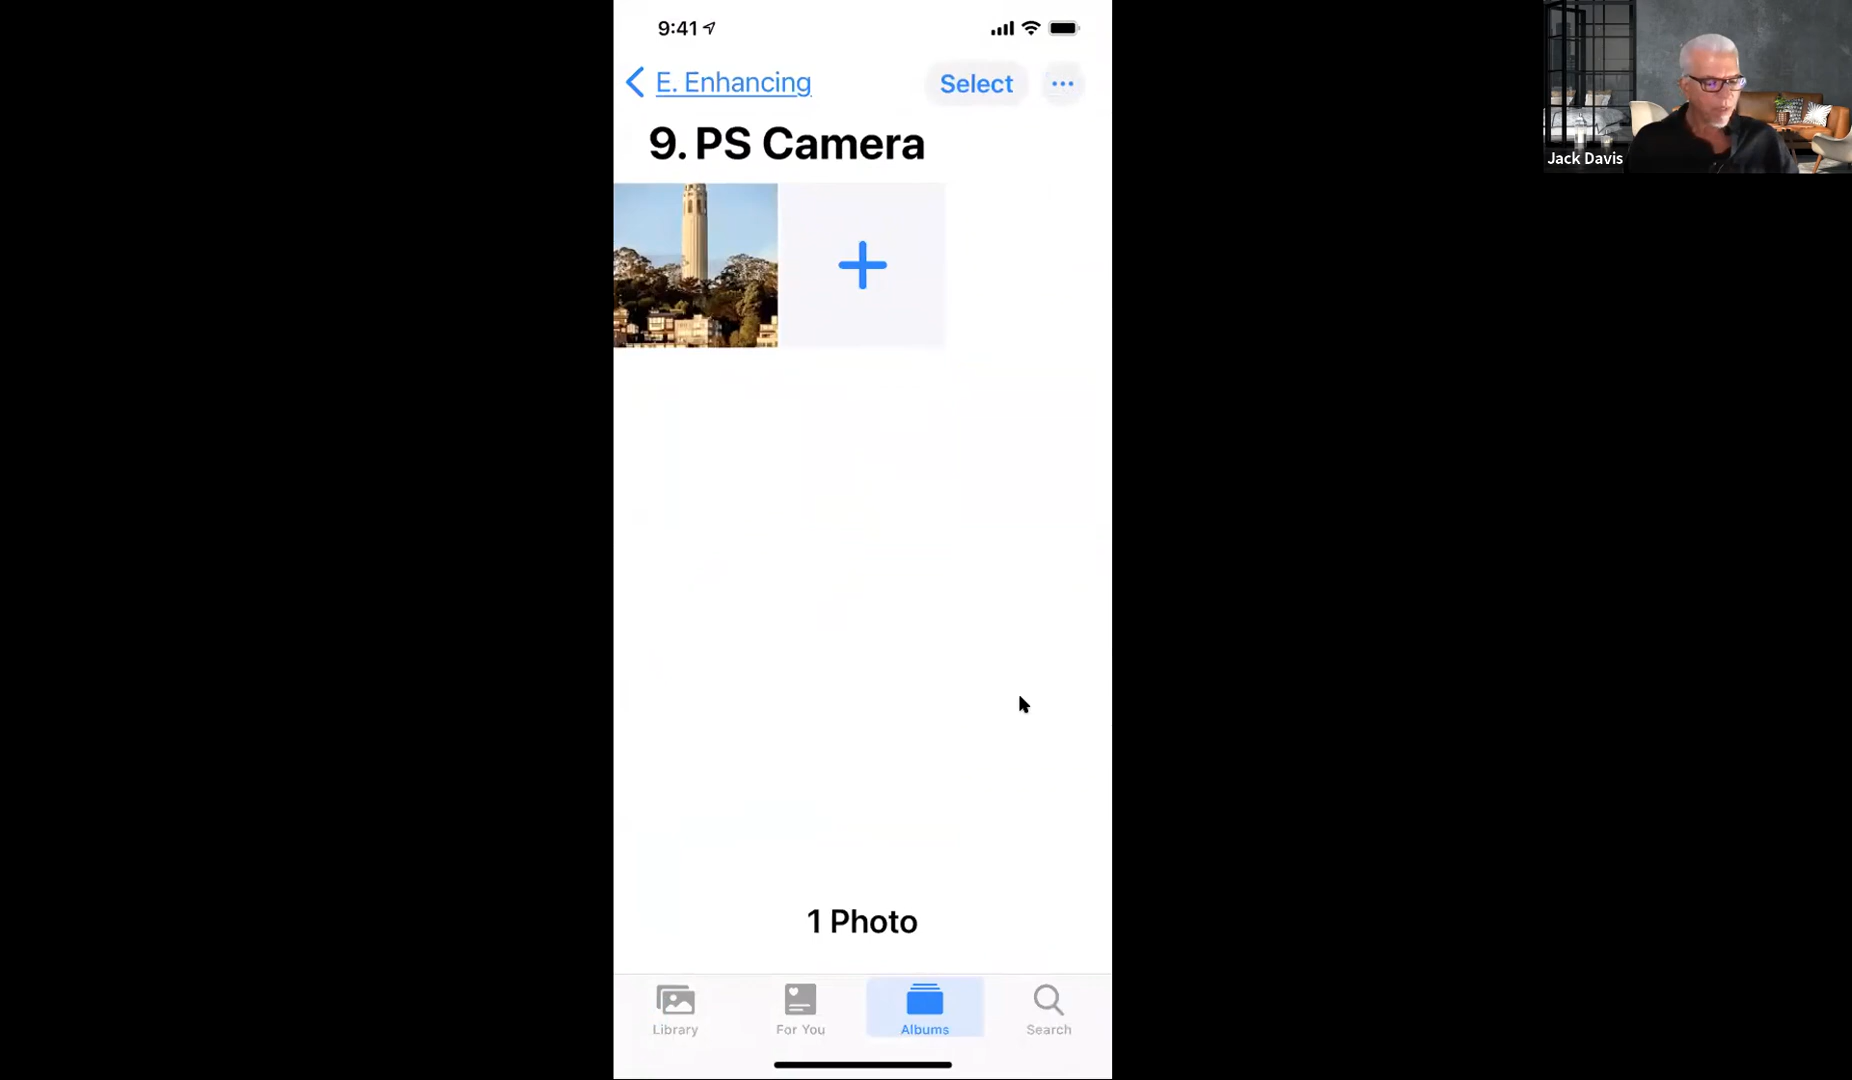 9:41
E. Enhancing
Select
9. PS Camera
Jack Davis
1 Photo
Library
For You
Albums
Search